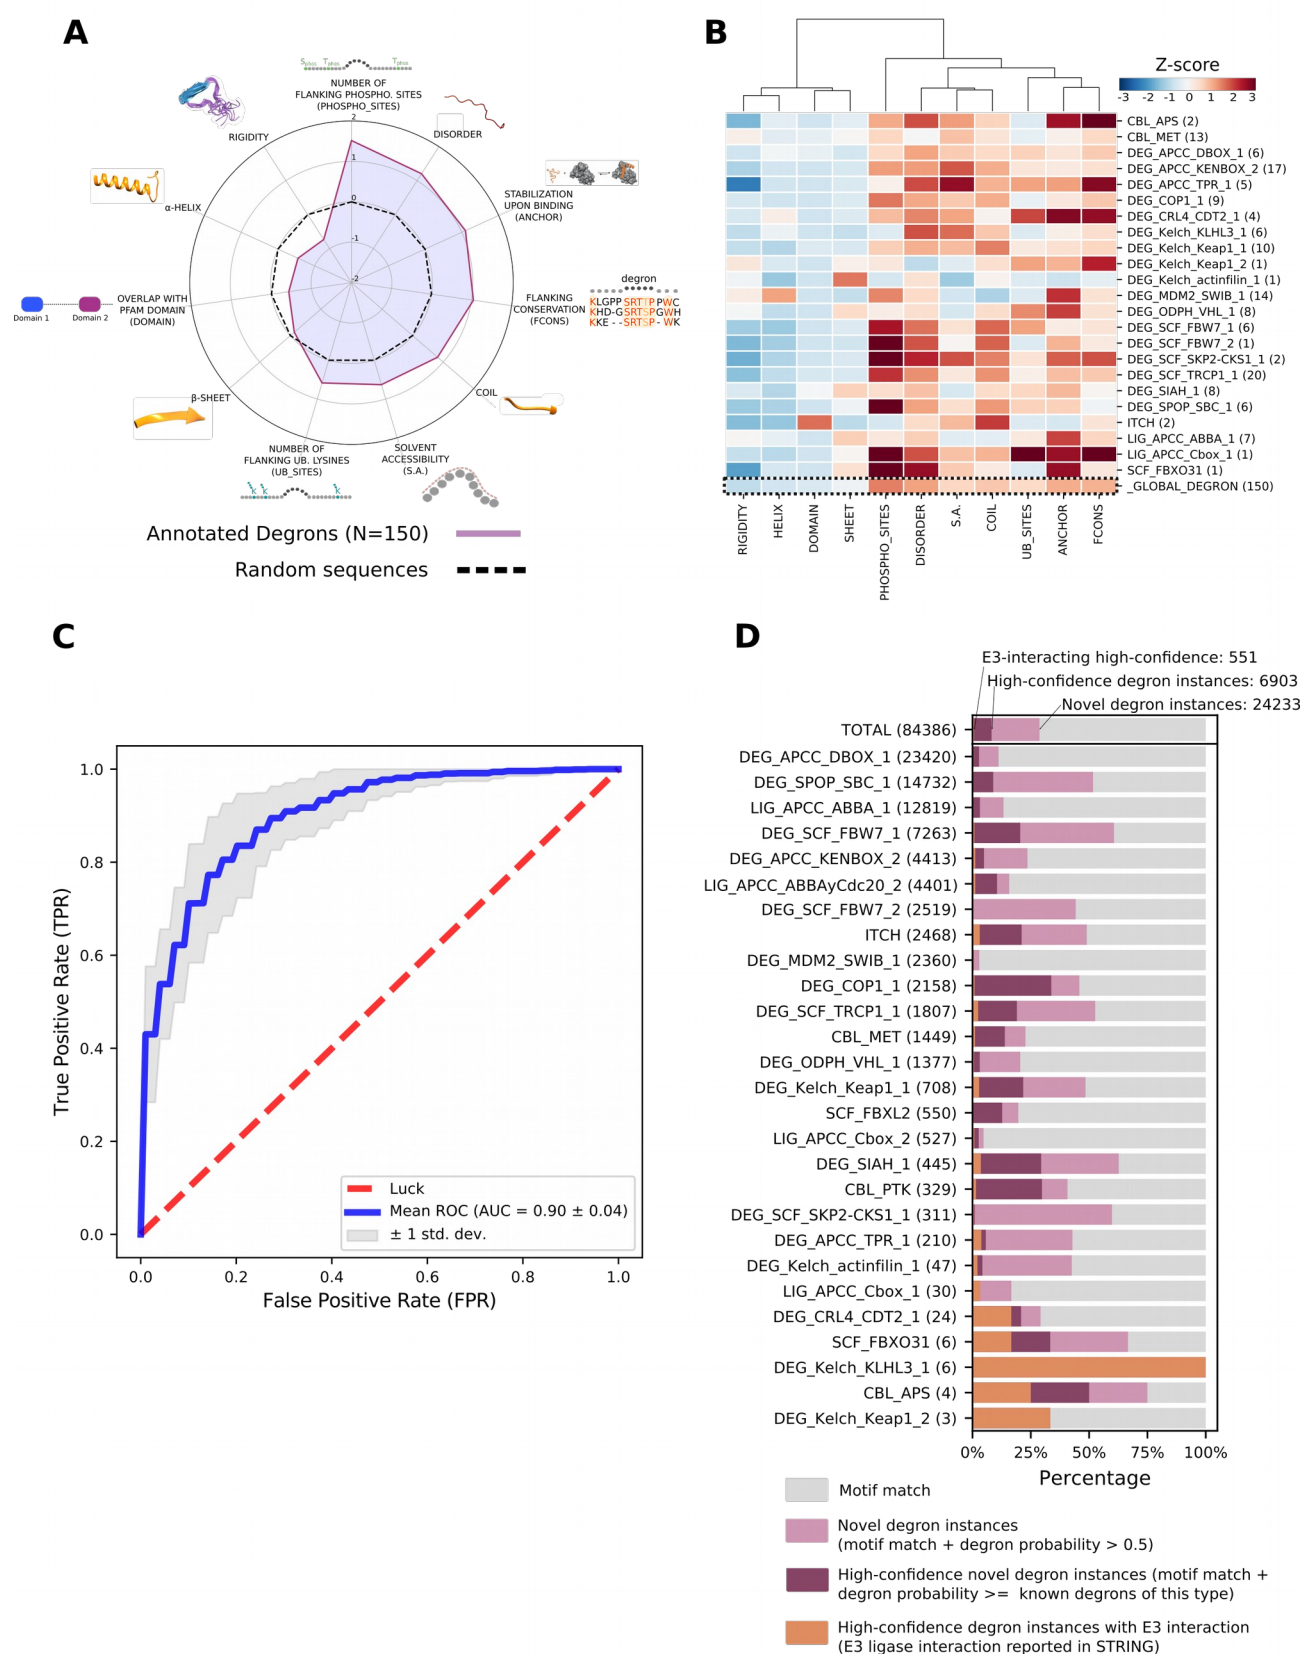 A
S phos T phos T phos
NUMBER OF
FLANKING PHOSPHO. SITES
(PHOSPHO_SITES)
RIGIDITY
DISORDER
α-HELIX
STABILIZATION
UPON BINDING
(ANCHOR)
2
1
0
-1
-2
Domain 1
Domain 2
OVERLAP WITH
PFAM DOMAIN
(DOMAIN)
FLANKING
CONSERVATION
(FCONS)
degron
KLGPP SRTTP PWC
KHD-G SRTSP GWH
KKE-- SRTSP -WK
β-SHEET
COIL
NUMBER OF
FLANKING UB. LYSINES
(UB_SITES)
SOLVENT
ACCESSIBILITY
(S.A.)
K K K
Annotated Degrons (N=150)
Random sequences
B
Z-score
-3 -2 -1 0 1 2 3
CBL_APS (2)
CBL_MET (13)
DEG_APCC_DBOX_1 (6)
DEG_APCC_KENBOX_2 (17)
DEG_APCC_TPR_1 (5)
DEG_COP1_1 (9)
DEG_CRL4_CDT2_1 (4)
DEG_Kelch_KLHL3_1 (6)
DEG_Kelch_Keap1_1 (10)
DEG_Kelch_Keap1_2 (1)
DEG_Kelch_actinfilin_1 (1)
DEG_MDM2_SWIB_1 (14)
DEG_ODPH_VHL_1 (8)
DEG_SCF_FBW7_1 (6)
DEG_SCF_FBW7_2 (1)
DEG_SCF_SKP2-CKS1_1 (2)
DEG_SCF_TRCP1_1 (20)
DEG_SIAH_1 (8)
DEG_SPOP_SBC_1 (6)
ITCH (2)
LIG_APCC_ABBA_1 (7)
LIG_APCC_Cbox_1 (1)
SCF_FBXO31 (1)
_GLOBAL_DEGRON (150)
RIGIDITY
HELIX
DOMAIN
SHEET
PHOSPHO_SITES
DISORDER
S.A.
COIL
UB_SITES
ANCHOR
FCONS
C
True Positive Rate (TPR)
1.0
0.8
0.6
0.4
0.2
0.0
0.0 0.2 0.4 0.6 0.8 1.0
False Positive Rate (FPR)
Luck
Mean ROC (AUC = 0.90 ± 0.04)
± 1 std. dev.
D
E3-interacting high-confidence: 551
High-confidence degron instances: 6903
Novel degron instances: 24233
TOTAL (84386)
DEG_APCC_DBOX_1 (23420)
DEG_SPOP_SBC_1 (14732)
LIG_APCC_ABBA_1 (12819)
DEG_SCF_FBW7_1 (7263)
DEG_APCC_KENBOX_2 (4413)
LIG_APCC_ABBAyCdc20_2 (4401)
DEG_SCF_FBW7_2 (2519)
ITCH (2468)
DEG_MDM2_SWIB_1 (2360)
DEG_COP1_1 (2158)
DEG_SCF_TRCP1_1 (1807)
CBL_MET (1449)
DEG_ODPH_VHL_1 (1377)
DEG_Kelch_Keap1_1 (708)
SCF_FBXL2 (550)
LIG_APCC_Cbox_2 (527)
DEG_SIAH_1 (445)
CBL_PTK (329)
DEG_SCF_SKP2-CKS1_1 (311)
DEG_APCC_TPR_1 (210)
DEG_Kelch_actinfilin_1 (47)
LIG_APCC_Cbox_1 (30)
DEG_CRL4_CDT2_1 (24)
SCF_FBXO31 (6)
DEG_Kelch_KLHL3_1 (6)
CBL_APS (4)
DEG_Kelch_Keap1_2 (3)
0% 25% 50% 75% 100%
Percentage
Motif match
Novel degron instances
(motif match + degron probability > 0.5)
High-confidence novel degron instances (motif match +
degron probability >= known degrons of this type)
High-confidence degron instances with E3 interaction
(E3 ligase interaction reported in STRING)